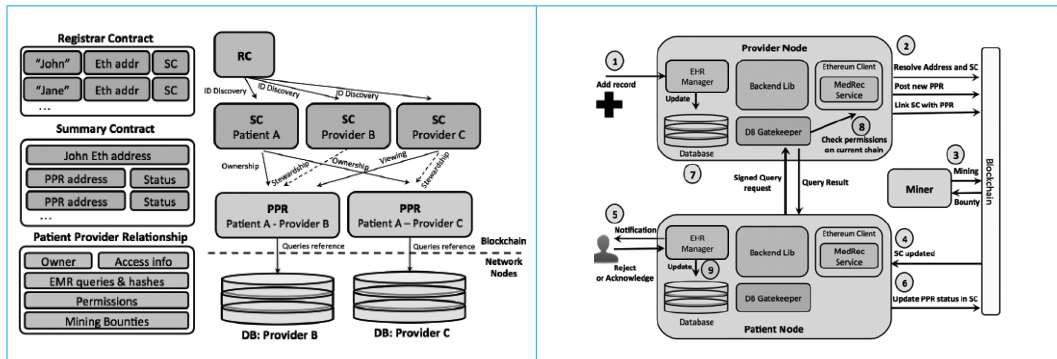 Registrar Contract
"John" Eth addr SC
"Jane" Eth addr SC
...
Summary Contract
John Eth address
PPR address Status
PPR address Status
...
Patient Provider Relationship
Owner Access info
EMR queries & hashes
Permissions
Mining Bounties
RC
ID Discovery ID Discovery ID Discovery
SC
Patient A
SC
Provider B
SC
Provider C
Ownership Stewardship Ownership Viewing Stewardship
PPR
Patient A - Provider B
PPR
Patient A – Provider C
Queries reference Queries reference
Blockchain
Network
Nodes
DB: Provider B DB: Provider C
Provider Node
1
Add record
EHR
Manager
Update
Database
7
Backend Lib
DB Gatekeeper
Ethereum Client
MedRec
Service
8
Check permissions
on current chain
2
Resolve Address and SC
Post new PPR
Link SC with PPR
3
Mining
Miner
Bounty
Blockchain
Signed Query
request
Query Result
5
Notification
Reject
or Acknowledge
EHR
Manager
Update
9
Database
Backend Lib
DB Gatekeeper
Ethereum Client
MedRec
Service
4
SC updated
6
Update PPR status in SC
Patient Node